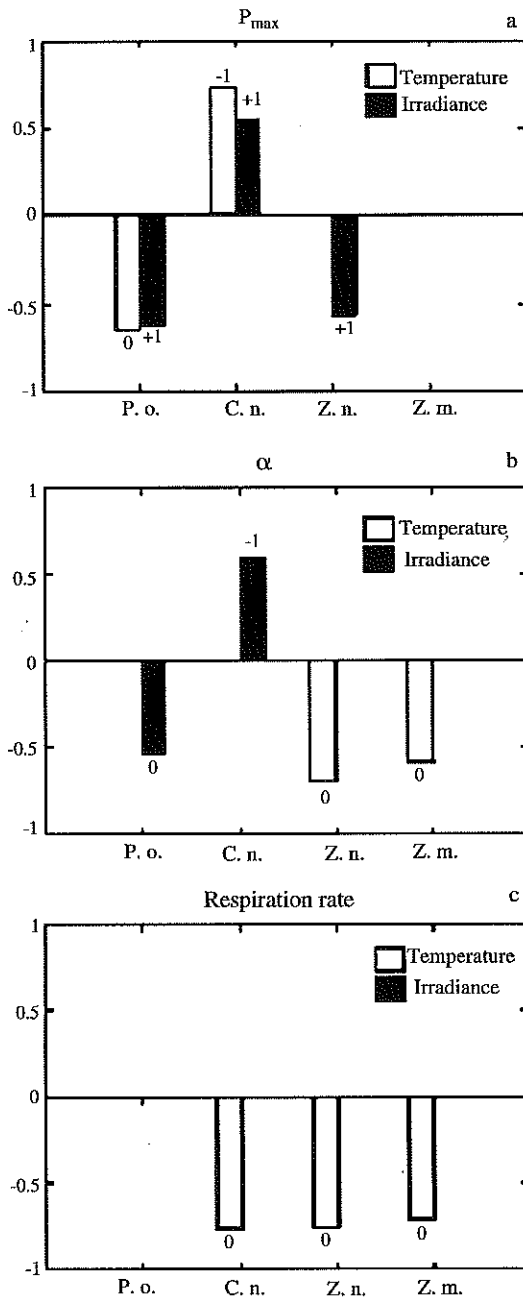 P_max
a
1
0.5
0
-0.5
-1
-1
+1
0
+1
+1
Temperature
Irradiance
P. o.
C. n.
Z. n.
Z. m.
α
b
1
0.5
0
-0.5
-1
-1
0
0
0
Temperature
Irradiance
P. o.
C. n.
Z. n.
Z. m.
Respiration rate
c
1
0.5
0
-0.5
-1
0
0
0
Temperature
Irradiance
P. o.
C. n.
Z. n.
Z. m.